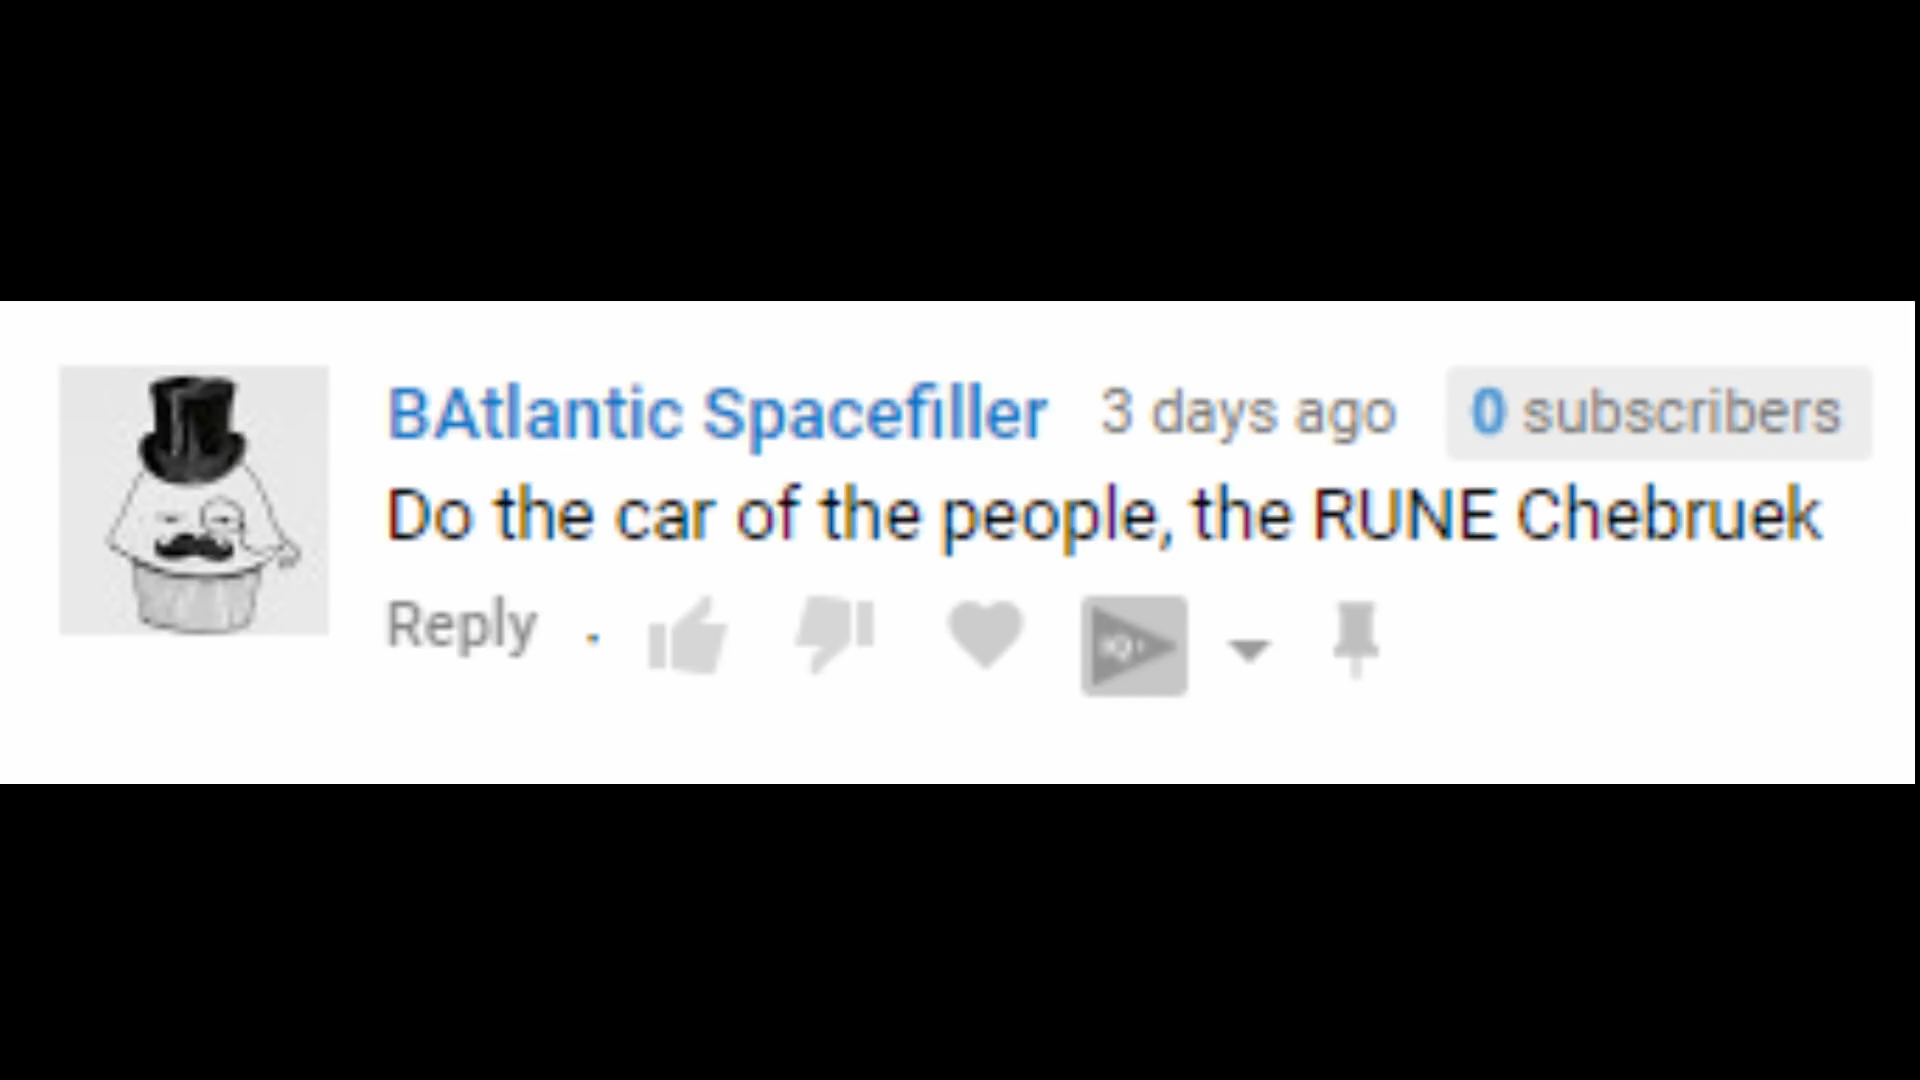 BAtlantic Spacefiller 3 days ago 0 subscribers
Do the car of the people, the RUNE Chebruek
Reply